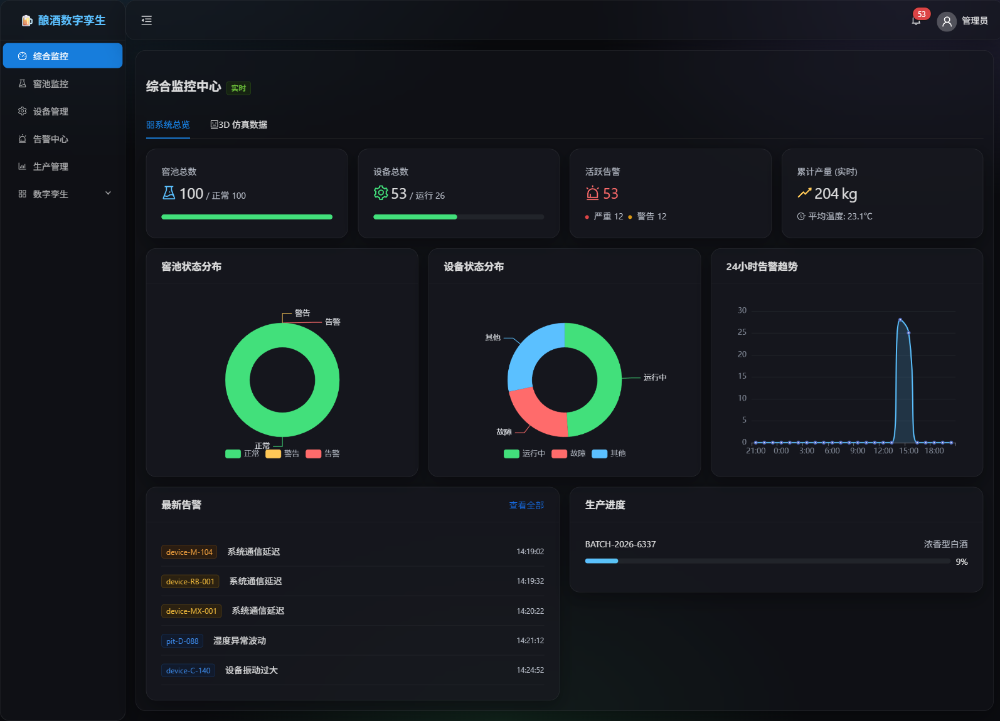 酿酒数字孪生
53
管理员
综合监控
窖池监控
设备管理
告警中心
生产管理
数字孪生
综合监控中心 实时
系统总览 3D 仿真数据
窖池总数
100 / 正常 100
设备总数
53 / 运行 26
活跃告警
53
严重 12 警告 12
累计产量 (实时)
204 kg
平均温度: 23.1°C
窖池状态分布
警告
告警
正常
正常 警告 告警
设备状态分布
其他
运行中
故障
运行中 故障 其他
24小时告警趋势
30
25
20
15
10
5
0
21:00 0:00 3:00 6:00 9:00 12:00 15:00 18:00
最新告警 查看全部
device-M-104 系统通信延迟 14:19:02
device-RB-001 系统通信延迟 14:19:32
device-MX-001 系统通信延迟 14:20:22
pit-D-088 湿度异常波动 14:21:12
device-C-140 设备振动过大 14:24:52
生产进度
BATCH-2026-6337 浓香型白酒
9%